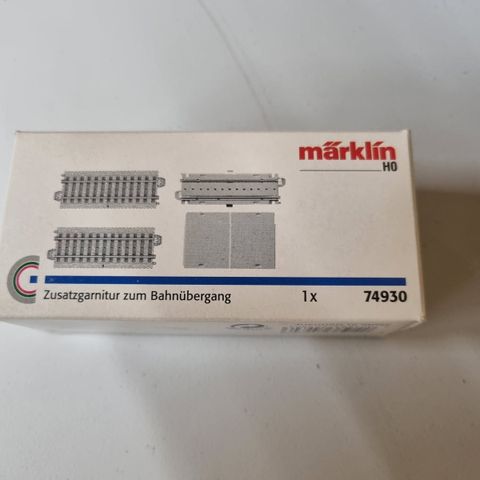 märklin
H0
Zusatzgarnitur zum Bahnübergang 1x 74930